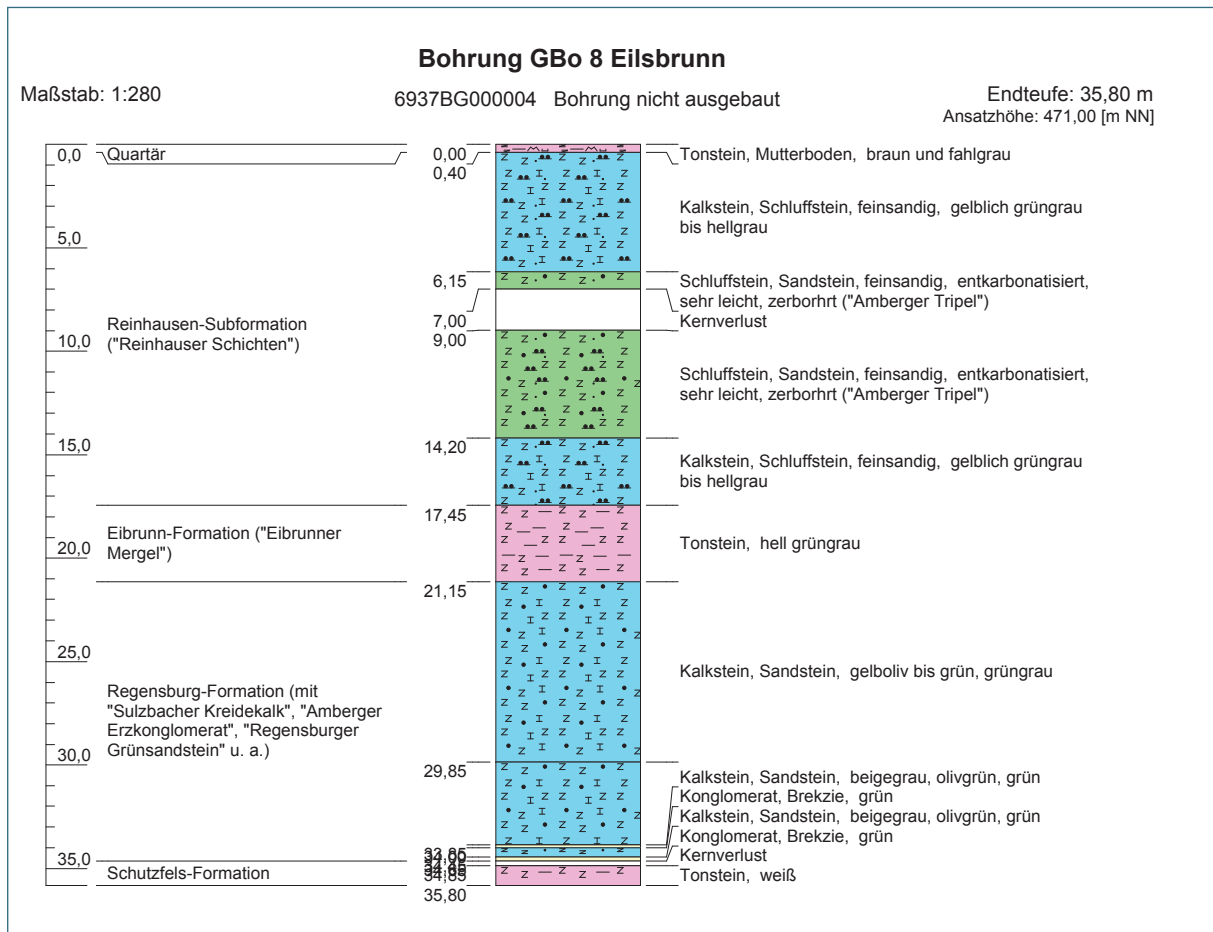 Bohrung GBo 8 Eilsbrunn
Maßstab: 1:280
6937BG000004 Bohrung nicht ausgebaut
Endteufe: 35,80 m
Ansatzhöhe: 471,00 [m NN]
0,0
5,0
10,0
15,0
20,0
25,0
30,0
35,0
Quartär
Reinhausen-Subformation
("Reinhauser Schichten")
Eibrunn-Formation ("Eibrunner
Mergel")
Regensburg-Formation (mit
"Sulzbacher Kreidekalk", "Amberger
Erzkonglomerat", "Regensburger
Grünsandstein" u. a.)
Schutzfels-Formation
0,00
0,40
6,15
7,00
9,00
14,20
17,45
21,15
29,85
34,85
35,80
Tonstein, Mutterboden, braun und fahlgrau
Kalkstein, Schluffstein, feinsandig, gelblich grüngrau
bis hellgrau
Schluffstein, Sandstein, feinsandig, entkarbonatisiert,
sehr leicht, zerborhrt ("Amberger Tripel")
Kernverlust
Schluffstein, Sandstein, feinsandig, entkarbonatisiert,
sehr leicht, zerborhrt ("Amberger Tripel")
Kalkstein, Schluffstein, feinsandig, gelblich grüngrau
bis hellgrau
Tonstein, hell grüngrau
Kalkstein, Sandstein, gelboliv bis grün, grüngrau
Kalkstein, Sandstein, beigegrau, olivgrün, grün
Konglomerat, Brekzie, grün
Kalkstein, Sandstein, beigegrau, olivgrün, grün
Konglomerat, Brekzie, grün
Kernverlust
Tonstein, weiß